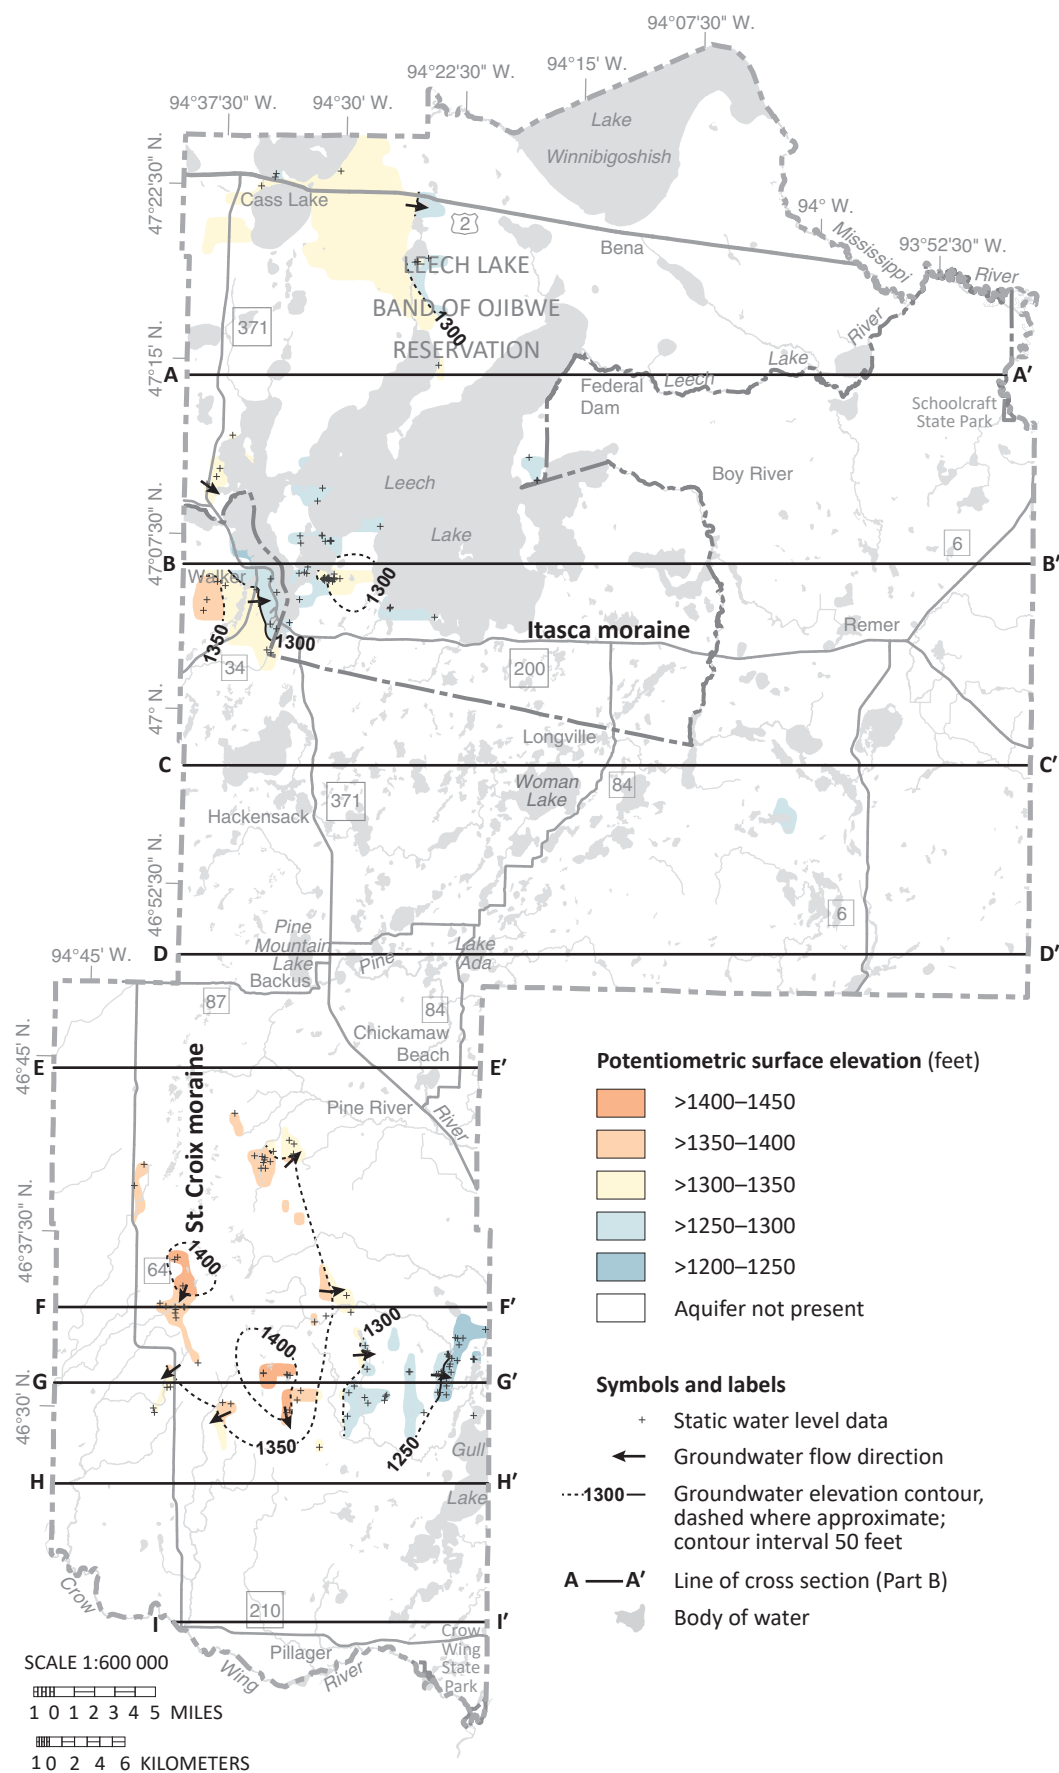 94°07'30" W.
94°15' W.
94°22'30" W.
94°37'30" W.
94°30' W.
Lake
Winnibigoshish
47°22'30" N.
Cass Lake
2
94° W.
Mississippi
93°52'30" W.
River
Bena
LEECH LAKE
BAND OF OJIBWE
RESERVATION
1300
371
River
Lake
Leech
47°15' N.
A
A'
Federal
Dam
Schoolcraft
State Park
Leech
Lake
Boy River
47°07'30" N.
6
B
B'
Walker
1300
1350
1300
34
Itasca moraine
Remer
200
47° N.
Longville
C
C'
Woman
Lake
84
371
Hackensack
46°52'30" N.
6
Pine
Mountain
Lake
Backus
Pine
Lake
Ada
D
D'
94°45' W.
87
84
Chickamaw
Beach
46°45' N.
E
E'
St. Croix moraine
Pine River
River
46°37'30" N.
64
1400
F
F'
1300
1400
G
G'
46°30' N.
1350
1250
Gull
Lake
H
H'
Crow
210
I
I'
Pillager
Wing
River
Crow
Wing
State
Park
Potentiometric surface elevation (feet)
>1400–1450
>1350–1400
>1300–1350
>1250–1300
>1200–1250
Aquifer not present
Symbols and labels
+ Static water level data
Groundwater flow direction
1300 Groundwater elevation contour,
dashed where approximate;
contour interval 50 feet
A A' Line of cross section (Part B)
Body of water
SCALE 1:600 000
1 0 1 2 3 4 5 MILES
1 0 2 4 6 KILOMETERS